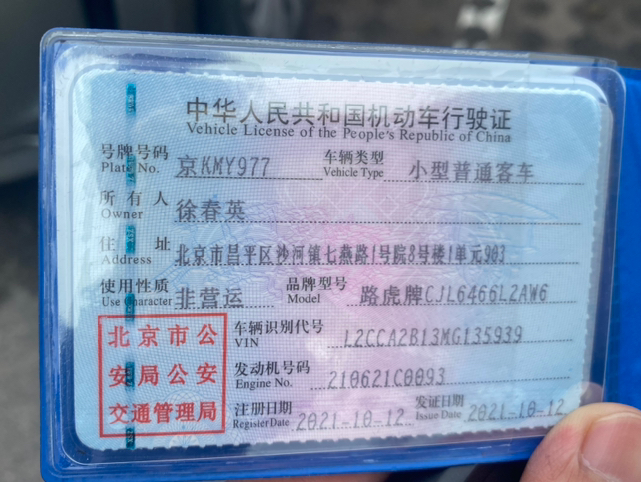 中华人民共和国机动车行驶证
Vehicle License of the People's Republic of China
号牌号码 京KMY977 车辆类型 小型普通客车
Plate No. Vehicle Type
所有人 徐春英
Owner
住址 北京市昌平区沙河镇七燕路1号院8号楼1单元903
Address
使用性质 非营运 品牌型号 路虎牌CJL6466L2AW6
Use Character Model
北京市公安局公安交通管理局
车辆识别代号 L2CCA2B13MG135939
VIN
发动机号码 210621C0093
Engine No.
注册日期 2021-10-12 发证日期 2021-10-12
Register Date Issue Date